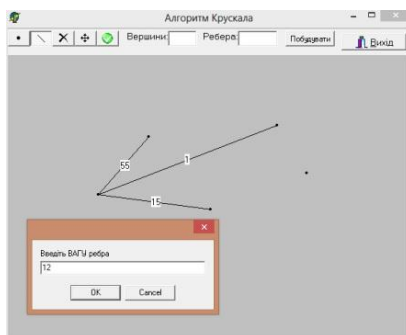 Алгоритм Крускала
Вершини: Ребера: Побудувати Вихід
55
1
15
Введіть ВАГУ ребра
12
OK Cancel